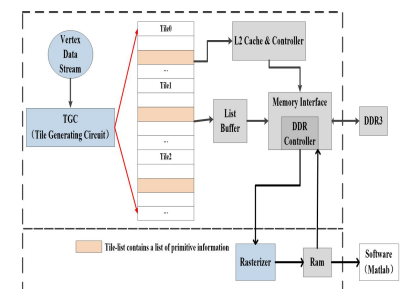 Vertex
Data
Stream
TGC
(Tile Generating Circuit)
Tile0
...
Tile1
...
Tile2
...
L2 Cache & Controller
List
Buffer
Memory Interface
DDR
Controller
DDR3
Tile-list contains a list of primitive information
Rasterizer
Ram
Software
(Matlab)